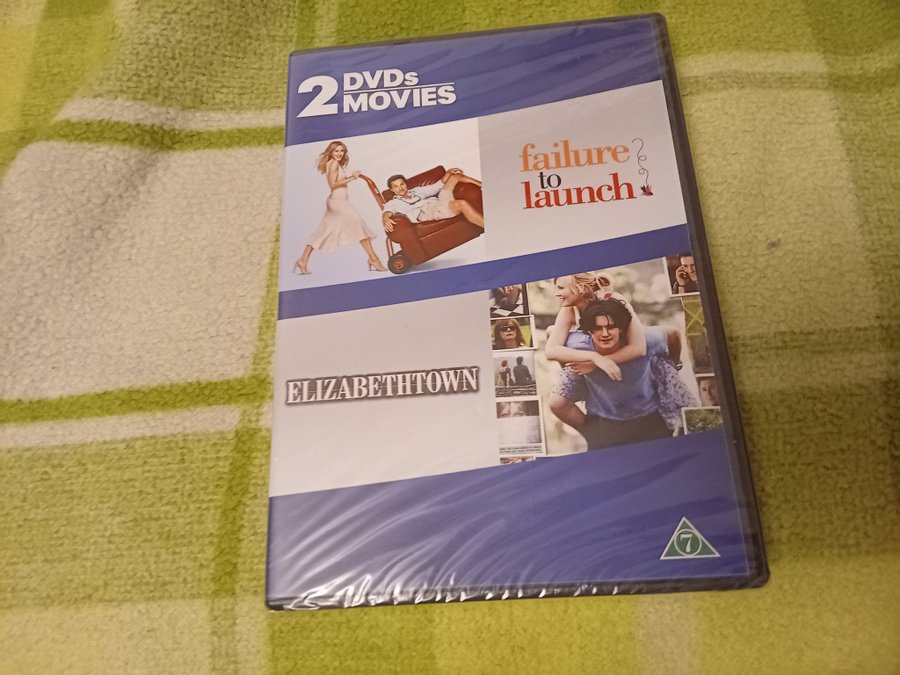 2 DVDs
MOVIES
failure
to
launch
ELIZABETHTOWN
7